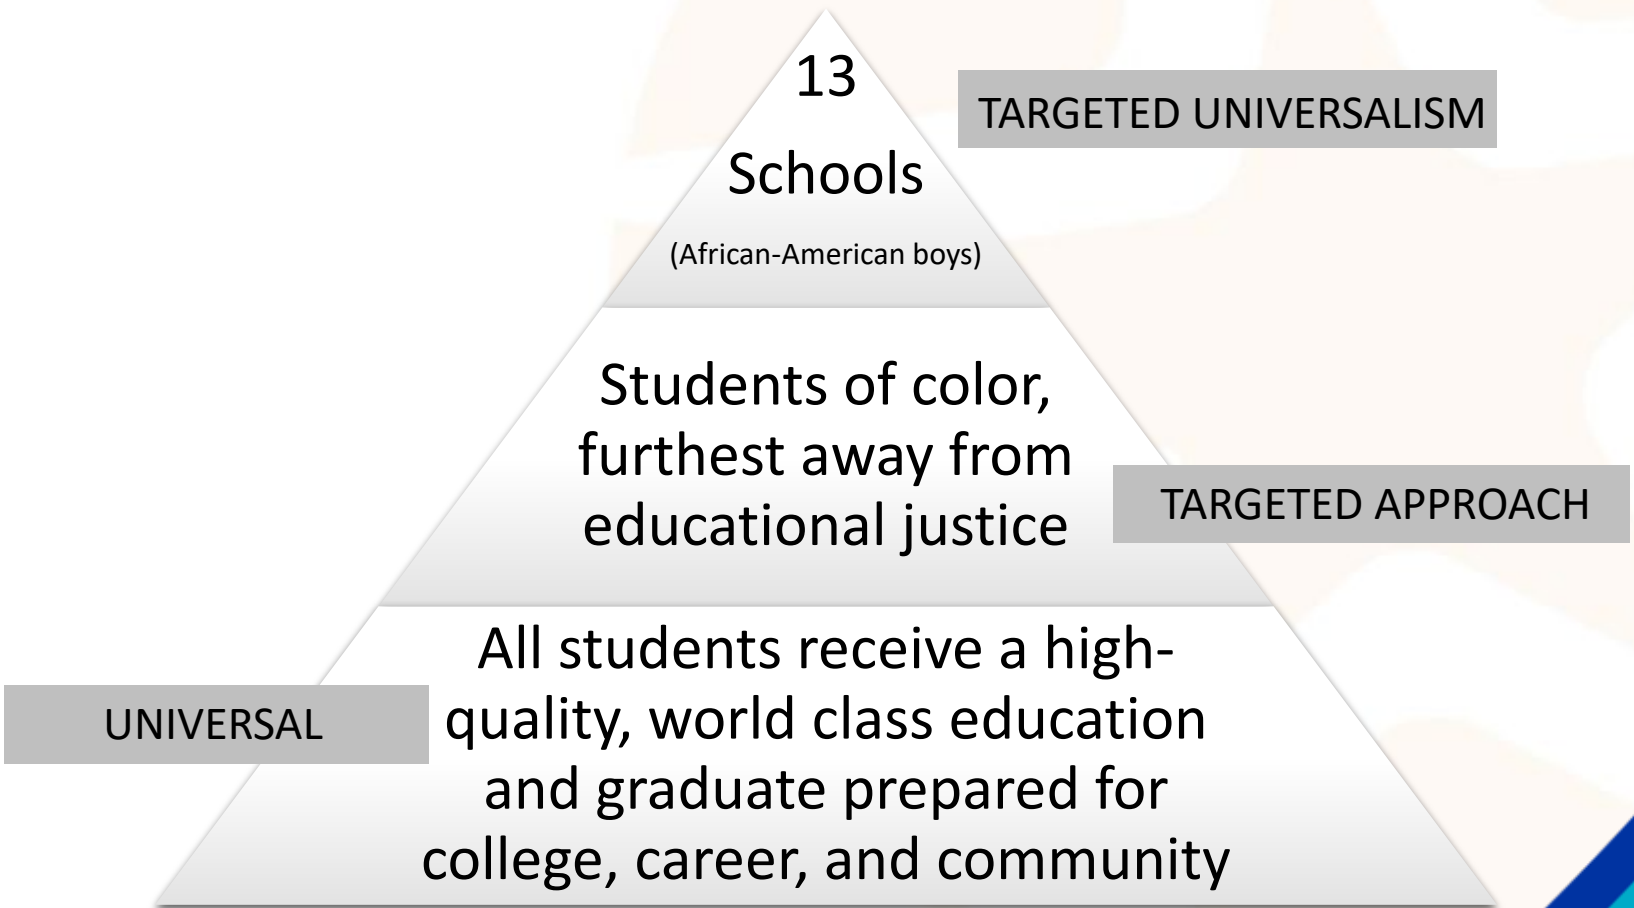 13
TARGETED UNIVERSALISM
Schools
(African-American boys)
Students of color,
furthest away from
educational justice
TARGETED APPROACH
All students receive a high-
quality, world class education
UNIVERSAL
and graduate prepared for
college, career, and community